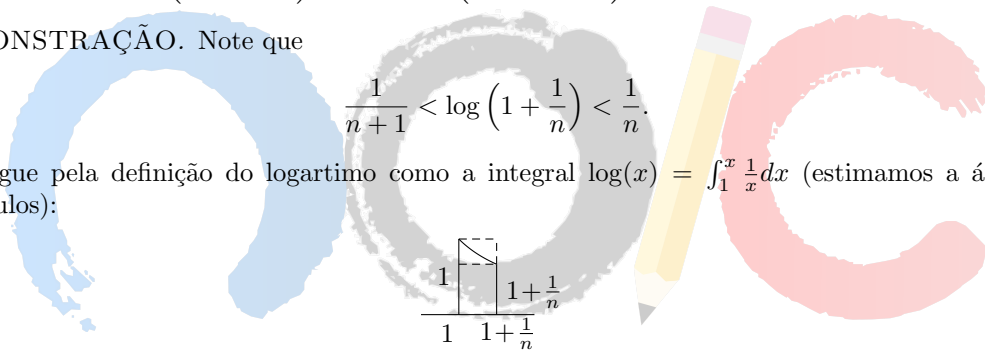 ONSTRAÇÃO. Note que
1/(n + 1) < log (1 + 1/n) < 1/n.
gue pela definição do logartimo como a integral log(x) = ∫_1^x 1/x dx (estimamos a á
ulos):
1 1+1/n
1 1+1/n